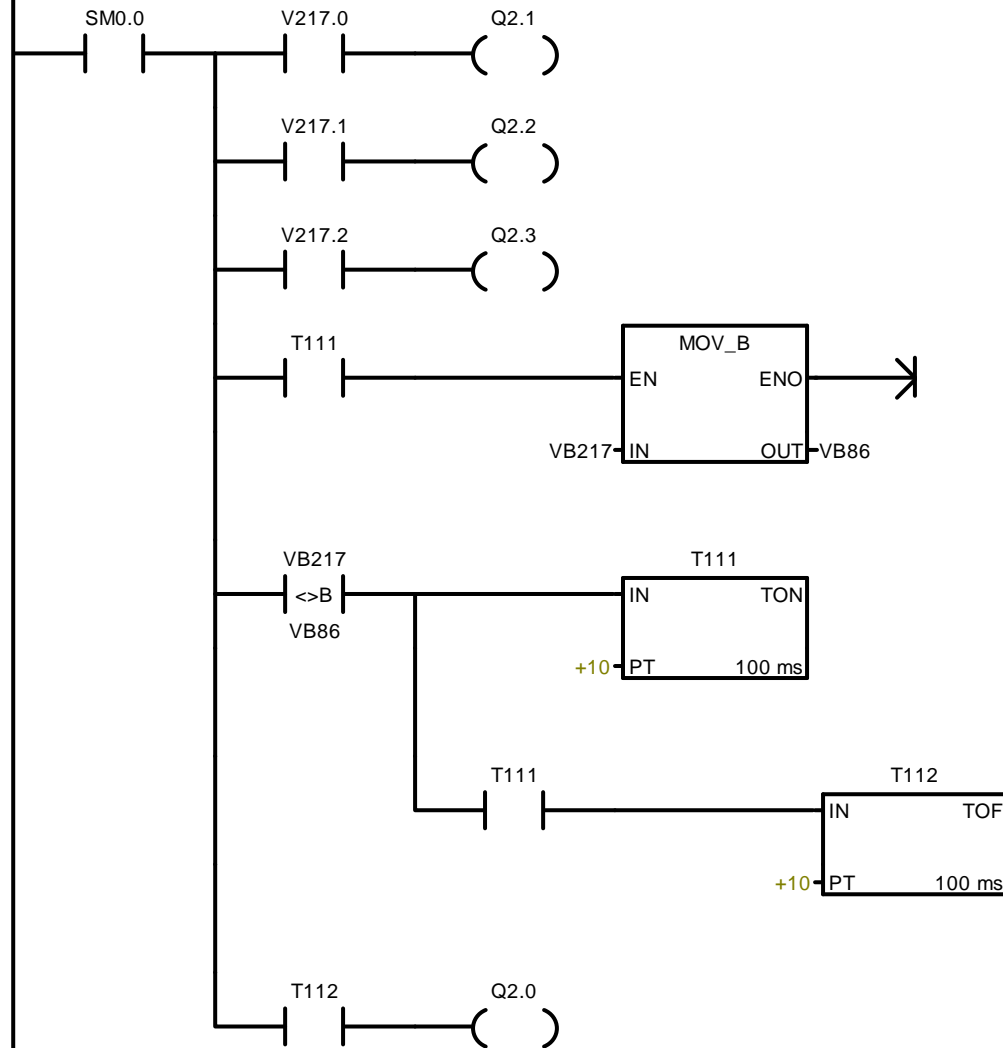 SM0.0 V217.0 Q2.1
V217.1 Q2.2
V217.2 Q2.3
T111 MOV_B
EN ENO
VB217 IN OUT VB86
VB217 T111
<>B IN TON
VB86
+10 PT 100 ms
T111 T112
IN TOF
+10 PT 100 ms
T112 Q2.0